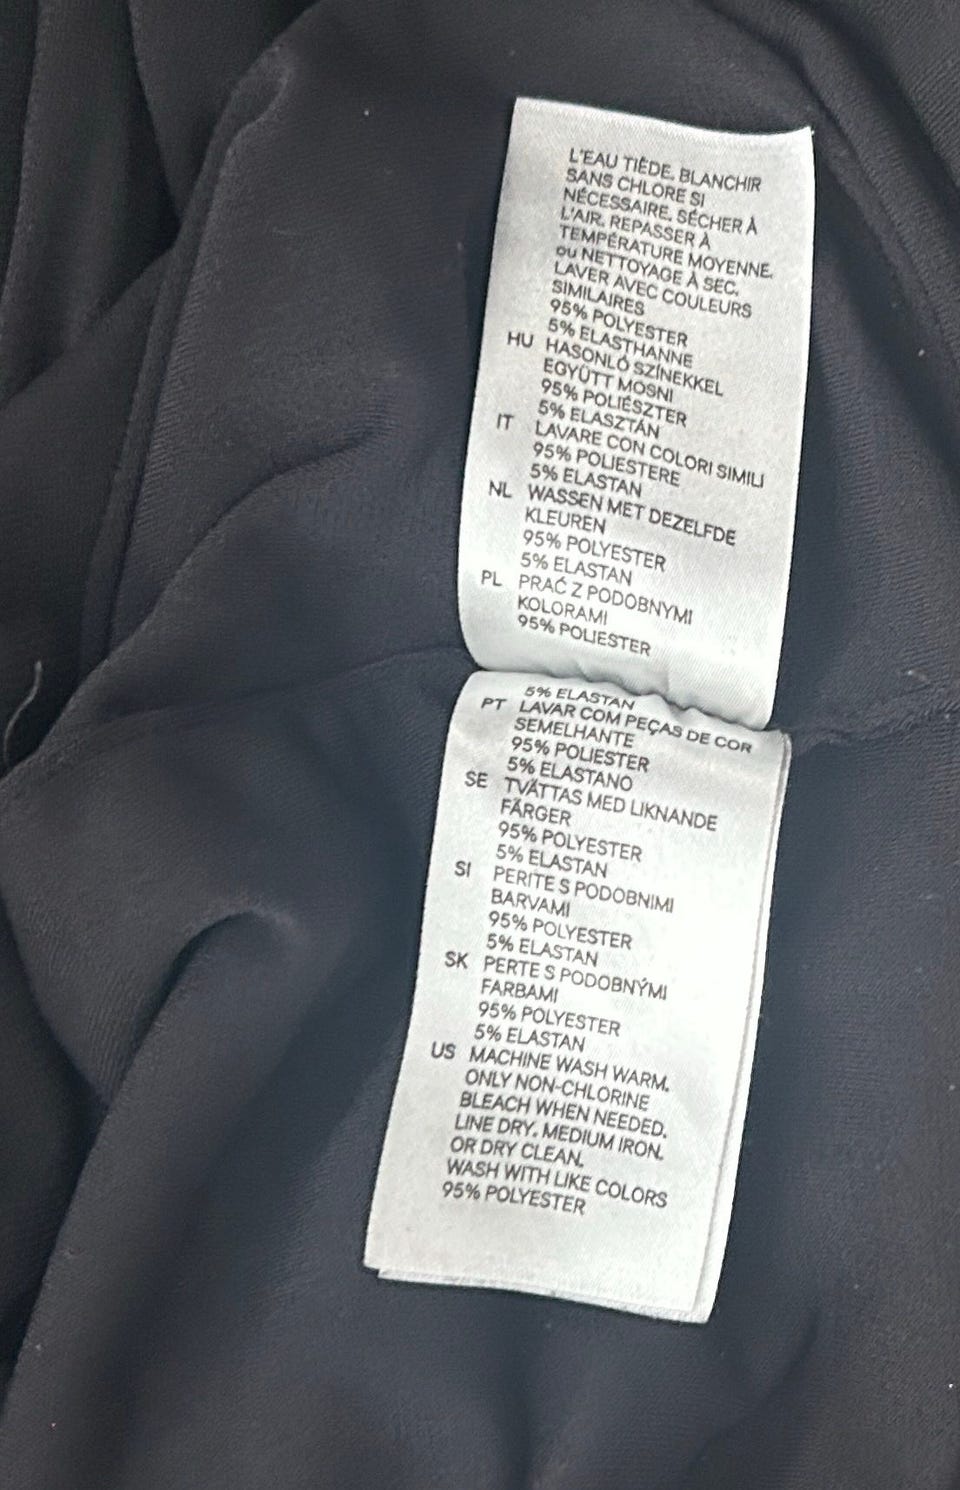 L'EAU TIÈDE. BLANCHIR
SANS CHLORE SI
NÉCESSAIRE. SÉCHER À
L'AIR. REPASSER À
TEMPÉRATURE MOYENNE.
ou NETTOYAGE À SEC.
LAVER AVEC COULEURS
SIMILAIRES
95% POLYESTER
5% ELASTHANNE
HU HASONLÓ SZÍNEKKEL
EGYÜTT MOSNI
95% POLIÉSZTER
5% ELASZTÁN
IT LAVARE CON COLORI SIMILI
95% POLIESTERE
5% ELASTAN
NL WASSEN MET DEZELFDE
KLEUREN
95% POLYESTER
5% ELASTAN
PL PRAĆ Z PODOBNYMI
KOLORAMI
95% POLIESTER
5% ELASTAN
PT LAVAR COM PEÇAS DE COR
SEMELHANTE
95% POLIESTER
5% ELASTANO
SE TVÄTTAS MED LIKNANDE
FÄRGER
95% POLYESTER
5% ELASTAN
SI PERITE S PODOBNIMI
BARVAMI
95% POLYESTER
5% ELASTAN
SK PERTE S PODOBNÝMI
FARBAMI
95% POLYESTER
5% ELASTAN
US MACHINE WASH WARM.
ONLY NON-CHLORINE
BLEACH WHEN NEEDED.
LINE DRY. MEDIUM IRON.
OR DRY CLEAN.
WASH WITH LIKE COLORS
95% POLYESTER